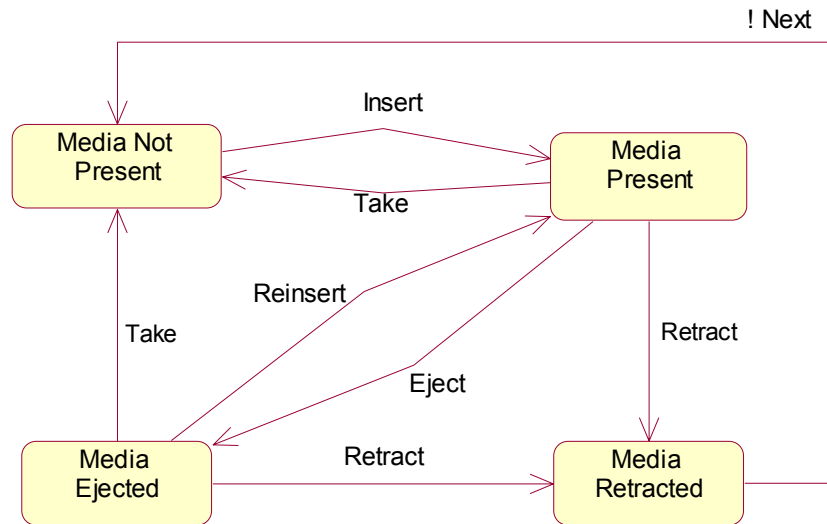 ! Next
Insert
Media Not
Present
Media
Present
Take
Reinsert
Take
Retract
Eject
Media
Ejected
Retract
Media
Retracted